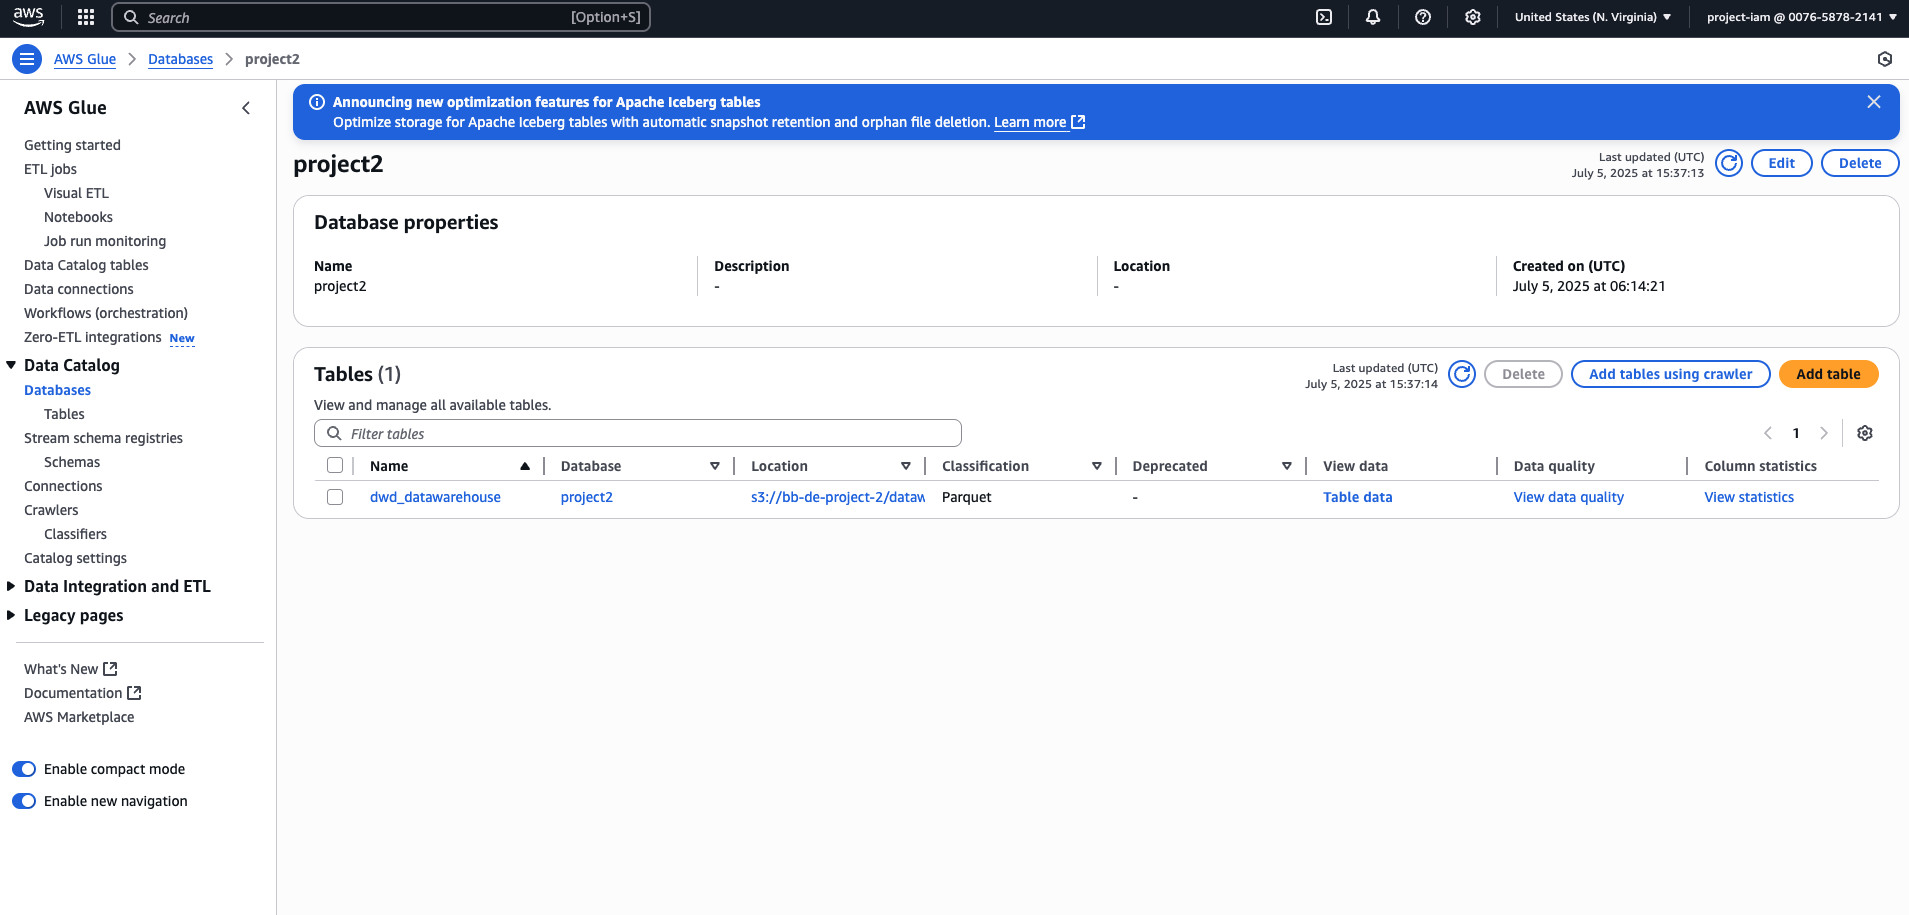 aws
Search [Option+S]
United States (N. Virginia)
project-iam @ 0076-5878-2141
AWS Glue
Databases
project2
AWS Glue
Getting started
ETL jobs
Visual ETL
Notebooks
Job run monitoring
Data Catalog tables
Data connections
Workflows (orchestration)
Zero-ETL integrations New
Data Catalog
Databases
Tables
Stream schema registries
Schemas
Connections
Crawlers
Classifiers
Catalog settings
Data Integration and ETL
Legacy pages
What's New
Documentation
AWS Marketplace
Enable compact mode
Enable new navigation
Announcing new optimization features for Apache Iceberg tables
Optimize storage for Apache Iceberg tables with automatic snapshot retention and orphan file deletion. Learn more
project2
Last updated (UTC)
July 5, 2025 at 15:37:13
Edit
Delete
Database properties
Name
project2
Description
-
Location
-
Created on (UTC)
July 5, 2025 at 06:14:21
Tables (1)
Last updated (UTC)
July 5, 2025 at 15:37:14
Delete
Add tables using crawler
Add table
View and manage all available tables.
Filter tables
1
Name Database Location Classification Deprecated View data Data quality Column statistics
dwd_datawarehouse project2 s3://bb-de-project-2/dataw Parquet - Table data View data quality View statistics